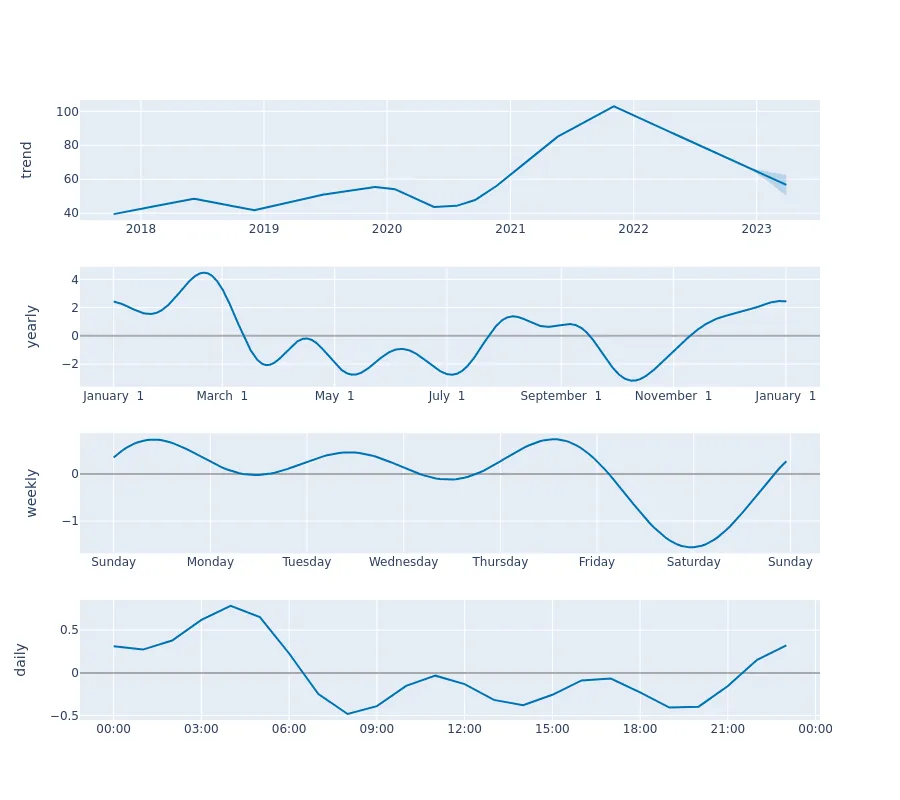 trend
100
80
60
40
2018 2019 2020 2021 2022 2023
yearly
4
2
0
−2
January 1 March 1 May 1 July 1 September 1 November 1 January 1
weekly
0
−1
Sunday Monday Tuesday Wednesday Thursday Friday Saturday Sunday
daily
0.5
0
−0.5
00:00 03:00 06:00 09:00 12:00 15:00 18:00 21:00 00:00